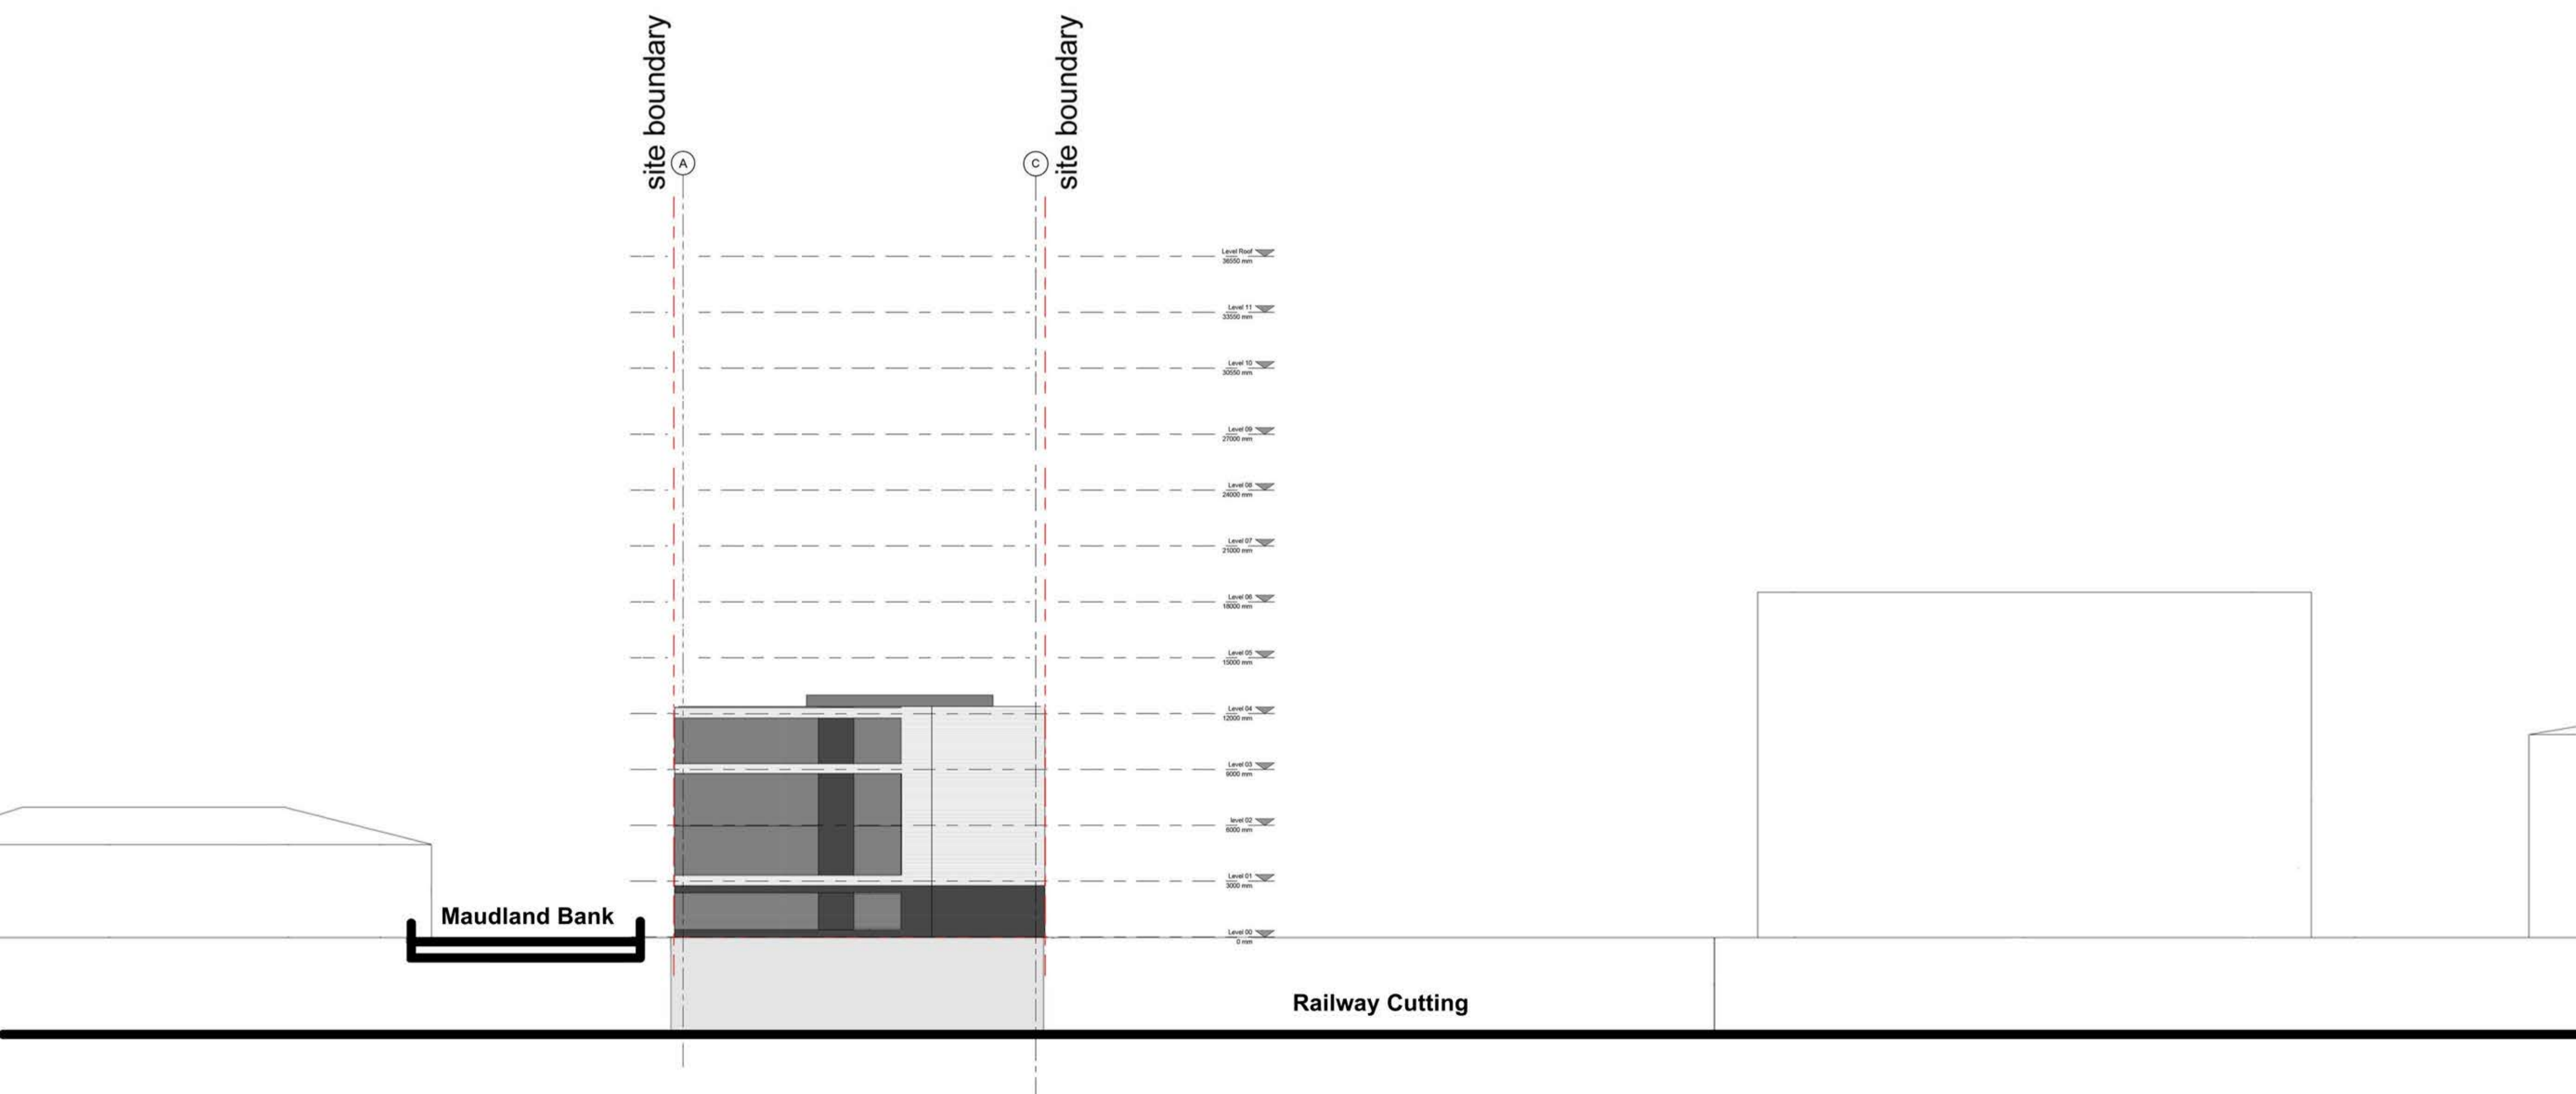 site boundary
site boundary
A
C
Level Roof
36550 mm
Level 11
33550 mm
Level 10
30550 mm
Level 09
27000 mm
Level 08
24000 mm
Level 07
21000 mm
Level 06
18000 mm
Level 05
15000 mm
Level 04
12000 mm
Level 03
9000 mm
level 02
6000 mm
Level 01
3000 mm
Maudland Bank
Level 00
0 mm
Railway Cutting